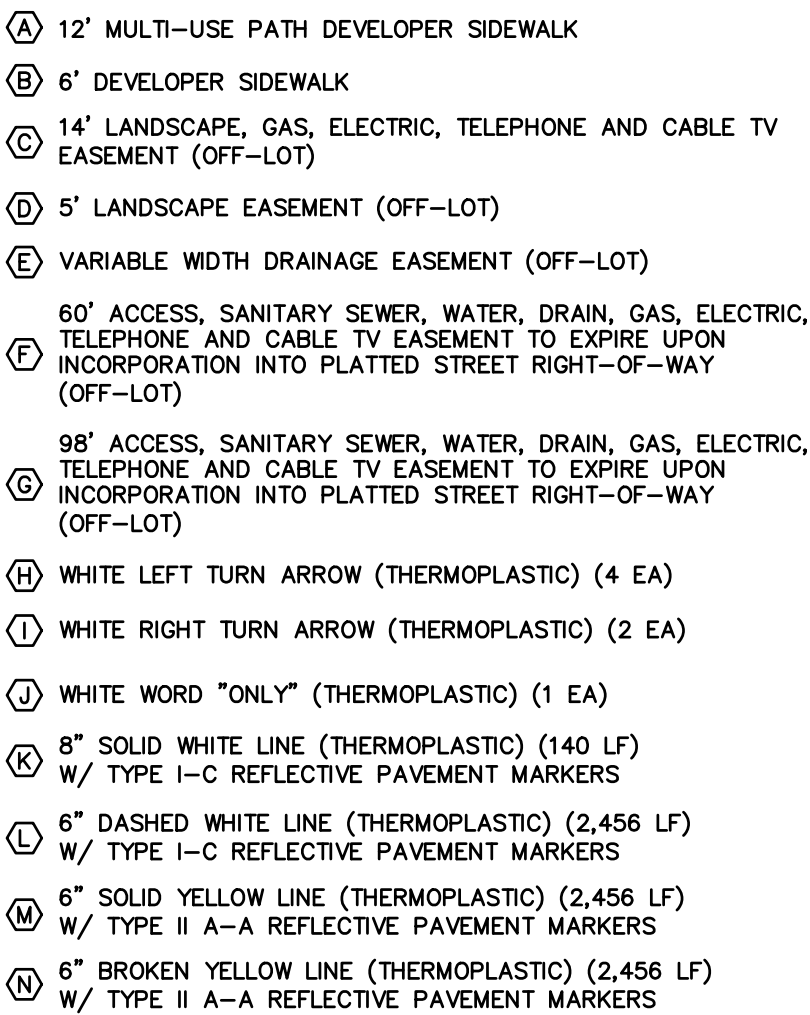 A 12' MULTI-USE PATH DEVELOPER SIDEWALK
B 6' DEVELOPER SIDEWALK
C 14' LANDSCAPE, GAS, ELECTRIC, TELEPHONE AND CABLE TV
EASEMENT (OFF-LOT)
D 5' LANDSCAPE EASEMENT (OFF-LOT)
E VARIABLE WIDTH DRAINAGE EASEMENT (OFF-LOT)
F 60' ACCESS, SANITARY SEWER, WATER, DRAIN, GAS, ELECTRIC,
TELEPHONE AND CABLE TV EASEMENT TO EXPIRE UPON
INCORPORATION INTO PLATTED STREET RIGHT-OF-WAY
(OFF-LOT)
G 98' ACCESS, SANITARY SEWER, WATER, DRAIN, GAS, ELECTRIC,
TELEPHONE AND CABLE TV EASEMENT TO EXPIRE UPON
INCORPORATION INTO PLATTED STREET RIGHT-OF-WAY
(OFF-LOT)
H WHITE LEFT TURN ARROW (THERMOPLASTIC) (4 EA)
I WHITE RIGHT TURN ARROW (THERMOPLASTIC) (2 EA)
J WHITE WORD "ONLY" (THERMOPLASTIC) (1 EA)
K 8" SOLID WHITE LINE (THERMOPLASTIC) (140 LF)
W/ TYPE I-C REFLECTIVE PAVEMENT MARKERS
L 6" DASHED WHITE LINE (THERMOPLASTIC) (2,456 LF)
W/ TYPE I-C REFLECTIVE PAVEMENT MARKERS
M 6" SOLID YELLOW LINE (THERMOPLASTIC) (2,456 LF)
W/ TYPE II A-A REFLECTIVE PAVEMENT MARKERS
N 6" BROKEN YELLOW LINE (THERMOPLASTIC) (2,456 LF)
W/ TYPE II A-A REFLECTIVE PAVEMENT MARKERS